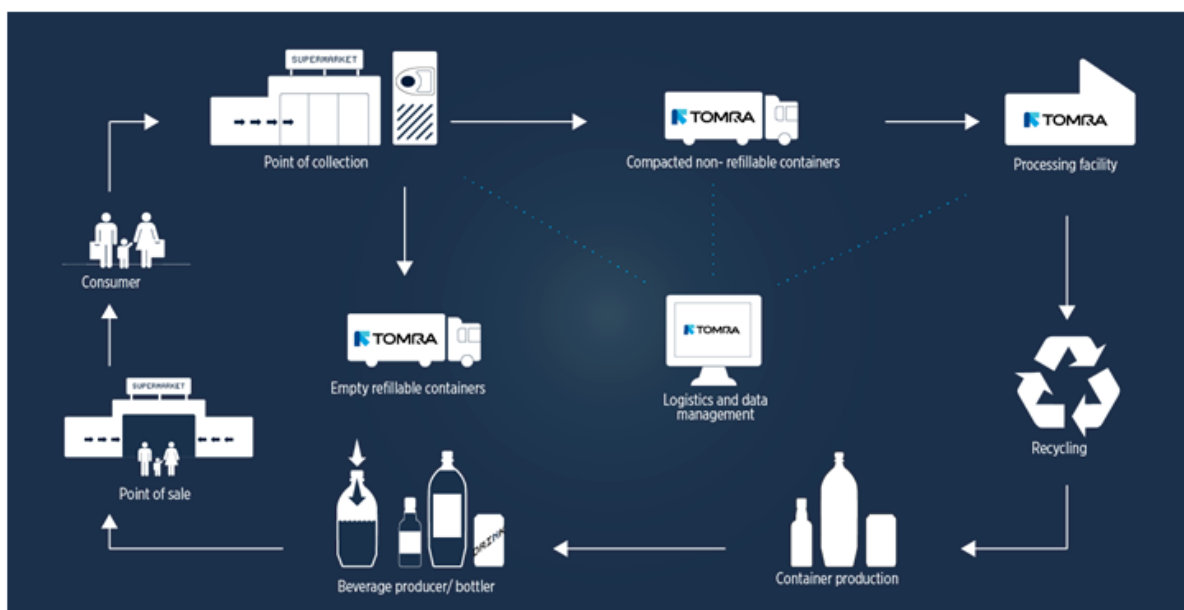 SUPERMARKET
Point of collection
TOMRA
Compacted non- refillable containers
TOMRA
Processing facility
Consumer
TOMRA
Empty refillable containers
TOMRA
Logistics and data
management
Recycling
SUPERMARKET
Point of sale
DRINK
Beverage producer/ bottler
Container production